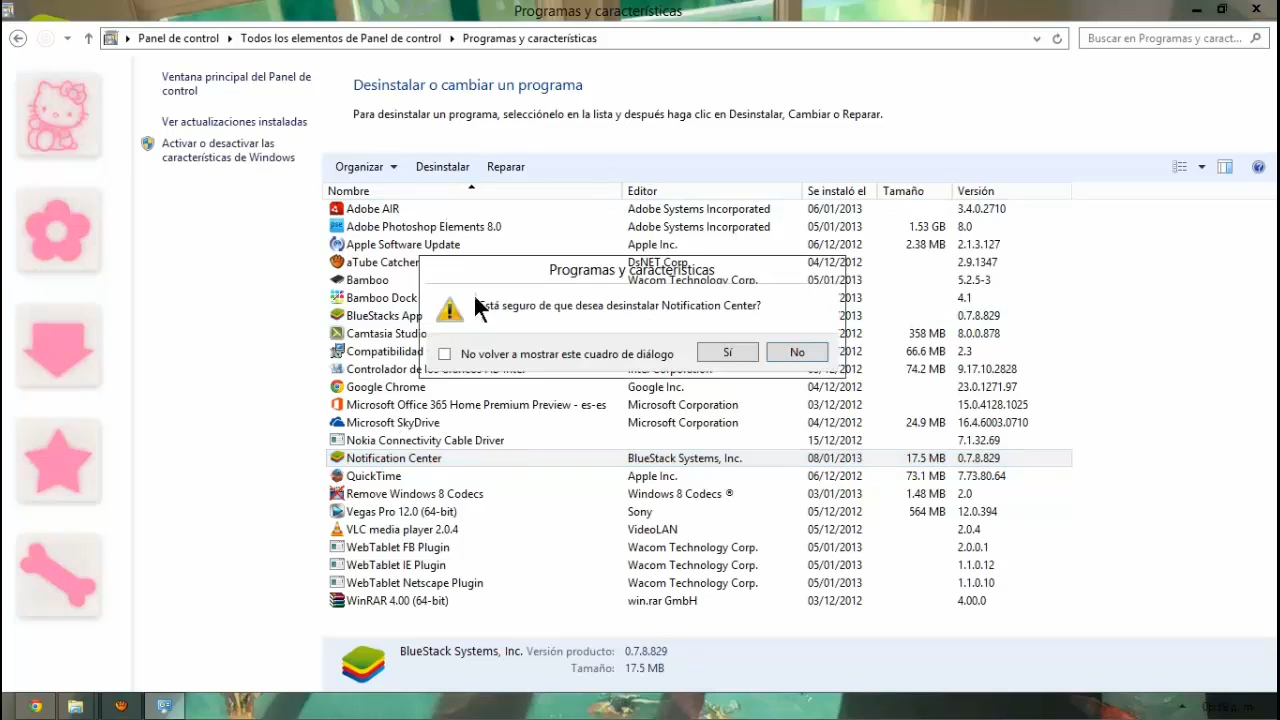 Programas y características
Panel de control
Todos los elementos de Panel de control
Programas y características
Buscar en Programas y caract...
Ventana principal del Panel de
control
Ver actualizaciones instaladas
Activar o desactivar las
características de Windows
Desinstalar o cambiar un programa
Para desinstalar un programa, selecciónelo en la lista y después haga clic en Desinstalar, Cambiar o Reparar.
Organizar Desinstalar Reparar
Nombre Editor Se instaló el Tamaño Versión
Adobe AIR Adobe Systems Incorporated 06/01/2013 3.4.0.2710
Adobe Photoshop Elements 8.0 Adobe Systems Incorporated 05/01/2013 1.53 GB 8.0
Apple Software Update Apple Inc. 06/12/2012 2.38 MB 2.1.3.127
aTube Catcher DsNET Corp 04/12/2012 2.9.1347
Bamboo Wacom Technology Corp. 05/01/2013 5.2.5-3
Bamboo Dock 2013 4.1
BlueStacks App 2013 0.7.8.829
Camtasia Studio 2012 358 MB 8.0.0.878
Compatibilidad 2012 66.6 MB 2.3
Controlador de los 2012 74.2 MB 9.17.10.2828
Google Chrome Google Inc. 04/12/2012 23.0.1271.97
Microsoft Office 365 Home Premium Preview - es-es Microsoft Corporation 03/12/2012 15.0.4128.1025
Microsoft SkyDrive Microsoft Corporation 04/12/2012 24.9 MB 16.4.6003.0710
Nokia Connectivity Cable Driver 15/12/2012 7.1.32.69
Notification Center BlueStack Systems, Inc. 08/01/2013 17.5 MB 0.7.8.829
QuickTime Apple Inc. 06/12/2012 73.1 MB 7.73.80.64
Remove Windows 8 Codecs Windows 8 Codecs ® 03/01/2013 1.48 MB 2.0
Vegas Pro 12.0 (64-bit) Sony 05/12/2012 564 MB 12.0.394
VLC media player 2.0.4 VideoLAN 05/12/2012 2.0.4
WebTablet FB Plugin Wacom Technology Corp. 05/01/2013 2.0.0.1
WebTablet IE Plugin Wacom Technology Corp. 05/01/2013 1.1.0.12
WebTablet Netscape Plugin Wacom Technology Corp. 05/01/2013 1.1.0.10
WinRAR 4.00 (64-bit) win.rar GmbH 03/12/2012 4.00.0
Programas y características
está seguro de que desea desinstalar Notification Center?
No volver a mostrar este cuadro de diálogo Sí No
BlueStack Systems, Inc. Versión producto: 0.7.8.829
Tamaño: 17.5 MB